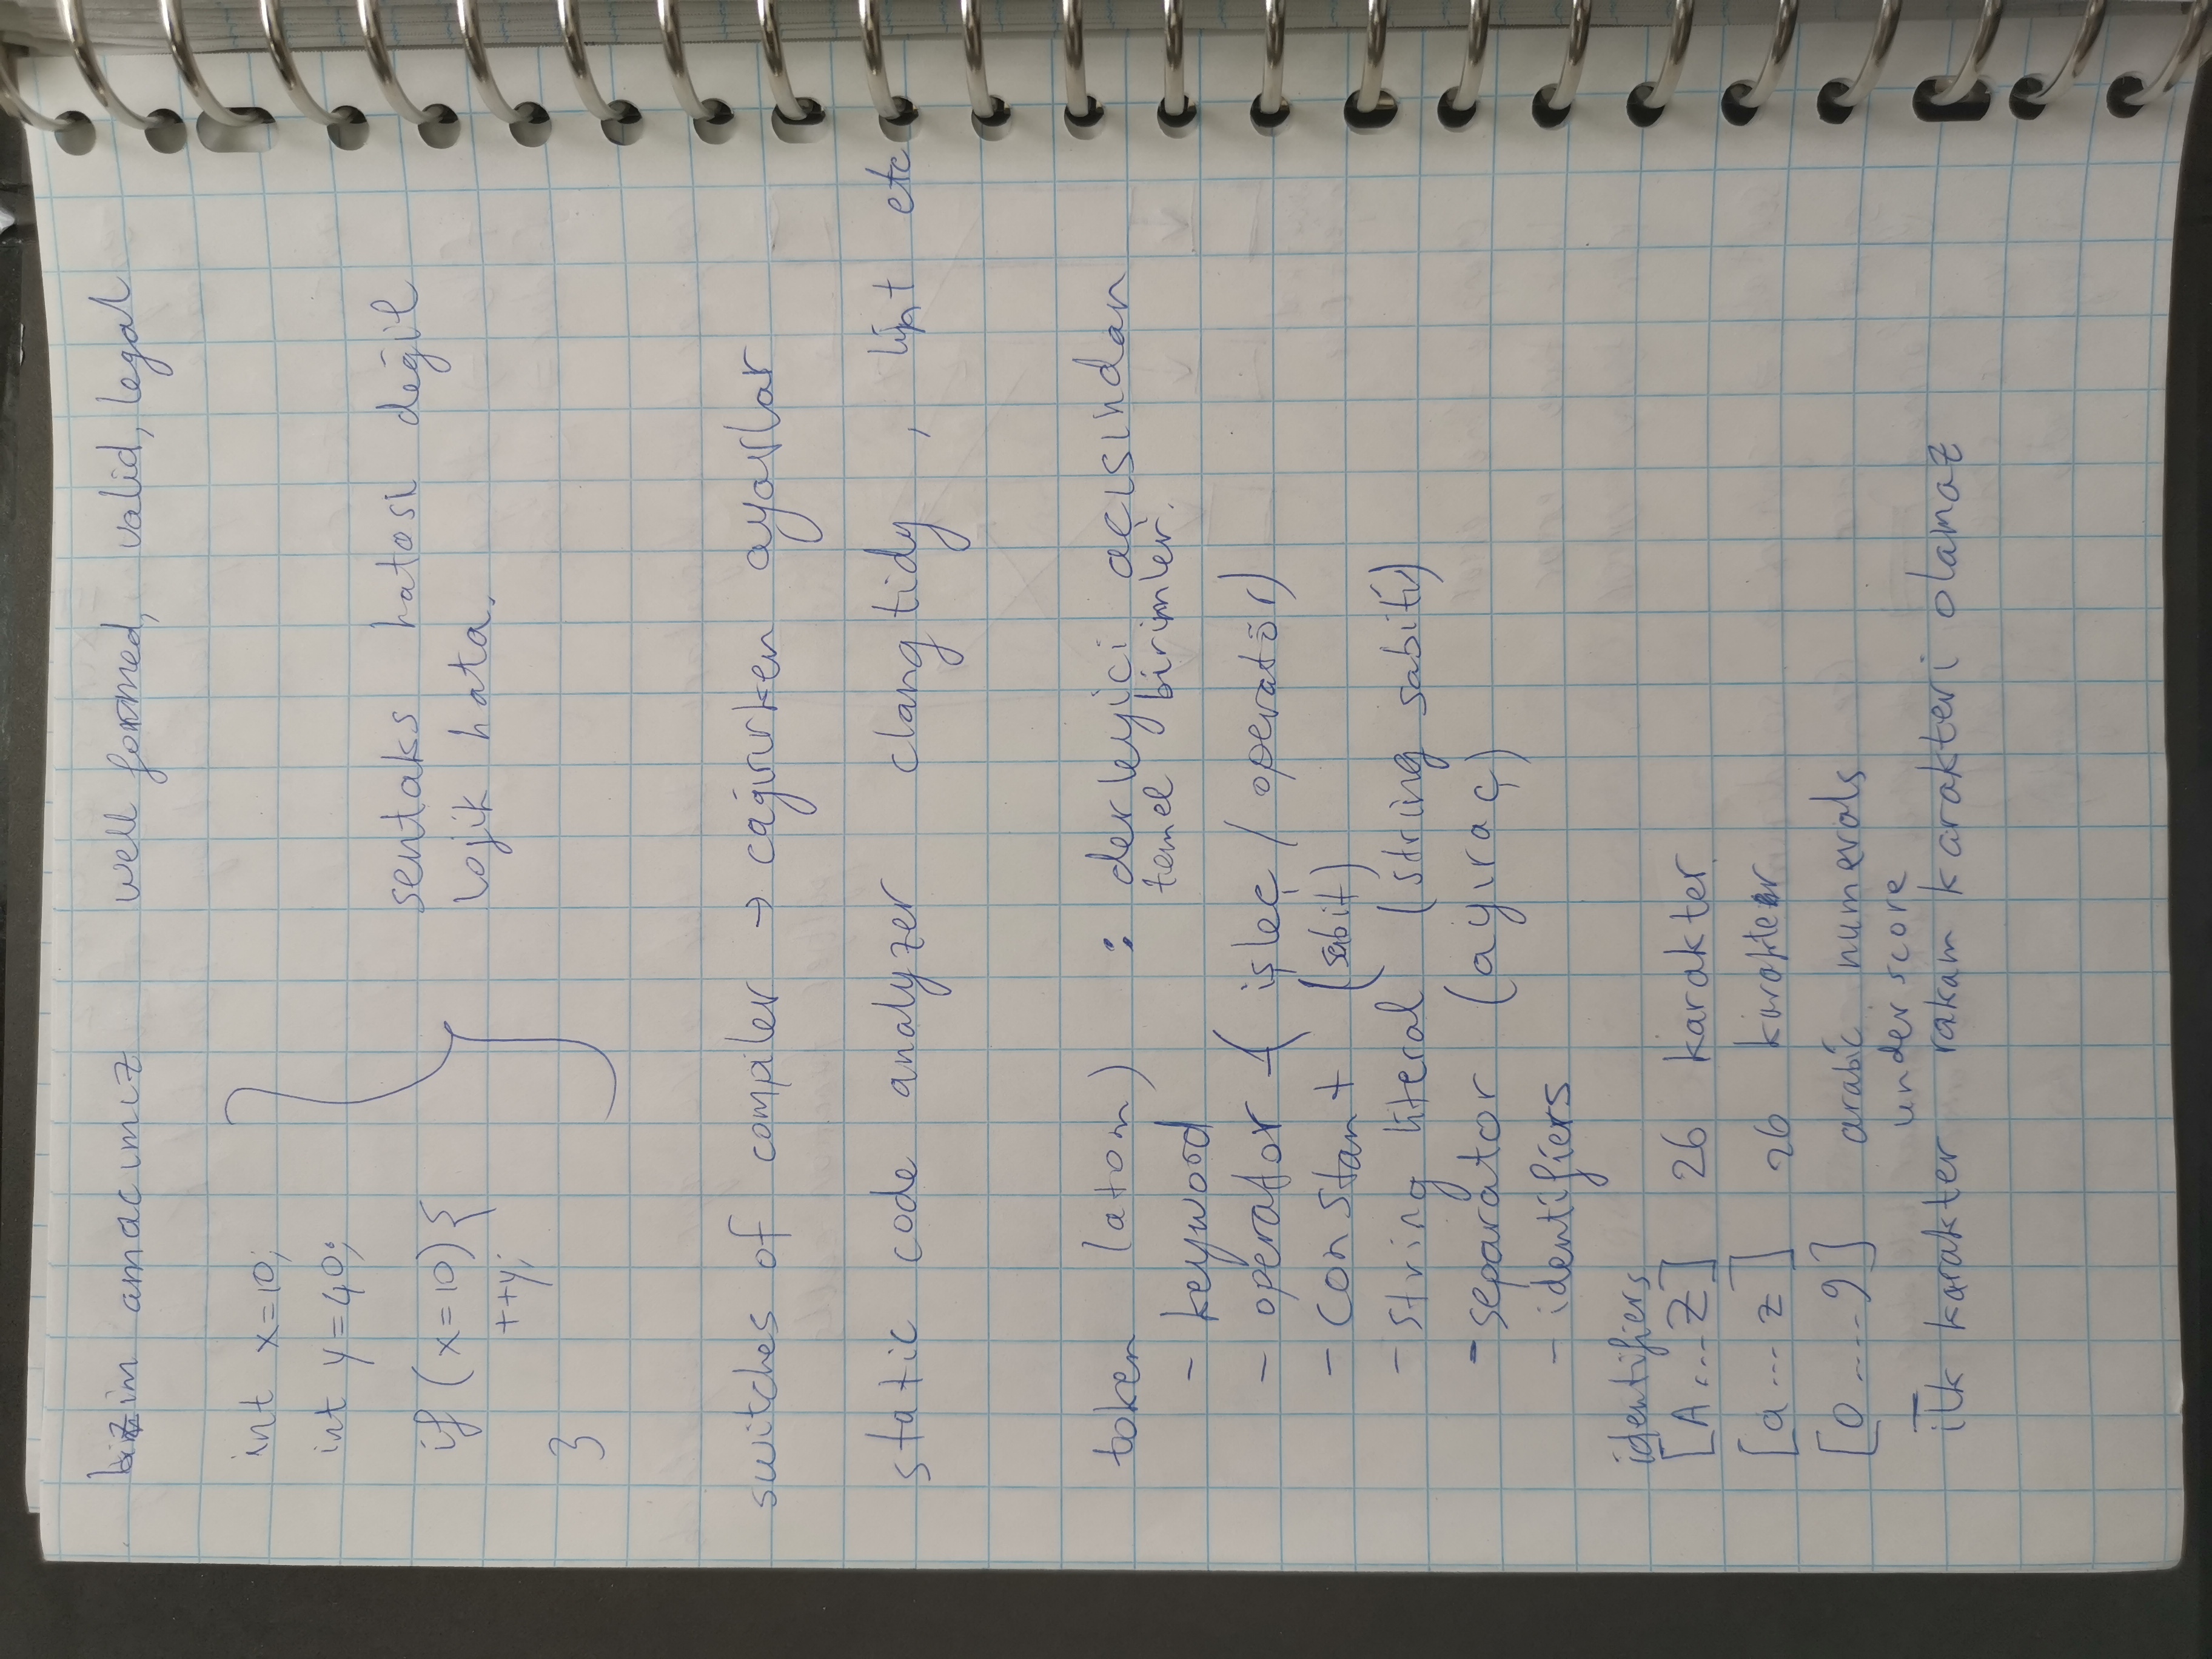 bizim amacımız well formed, valid, legal
int x=10;
int y=40;
if (x=10){
++y;
}
sentaks hatası değil
lojik hata.
switches of compiler → cağırırken ayarlar
static code analyzer clang tidy , lint etc
token (atom) : derleyici açısından
temel birimler.
- keyword
- operator ( işleç / operatör)
- constant (sabit)
- string literal (string sabiti)
- separator (ayıraç)
- identifiers
identifiers
[A...Z] 26 karakter.
[a...z] 26 karakter
[0....9] arabic numerals
_ underscore
ilk karakter rakam karakteri olamaz